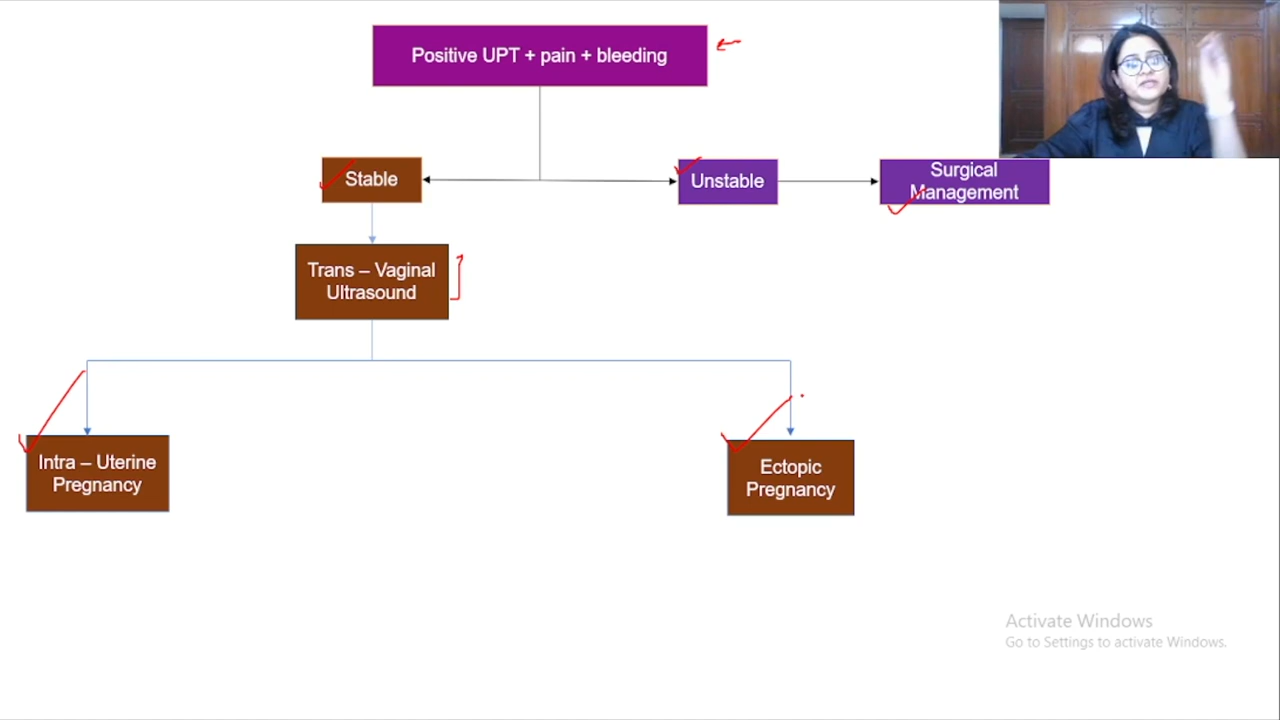 Positive UPT + pain + bleeding
Stable
Unstable
Surgical
Management
Trans – Vaginal
Ultrasound
Intra – Uterine
Pregnancy
Ectopic
Pregnancy
Activate Windows
Go to Settings to activate Windows.